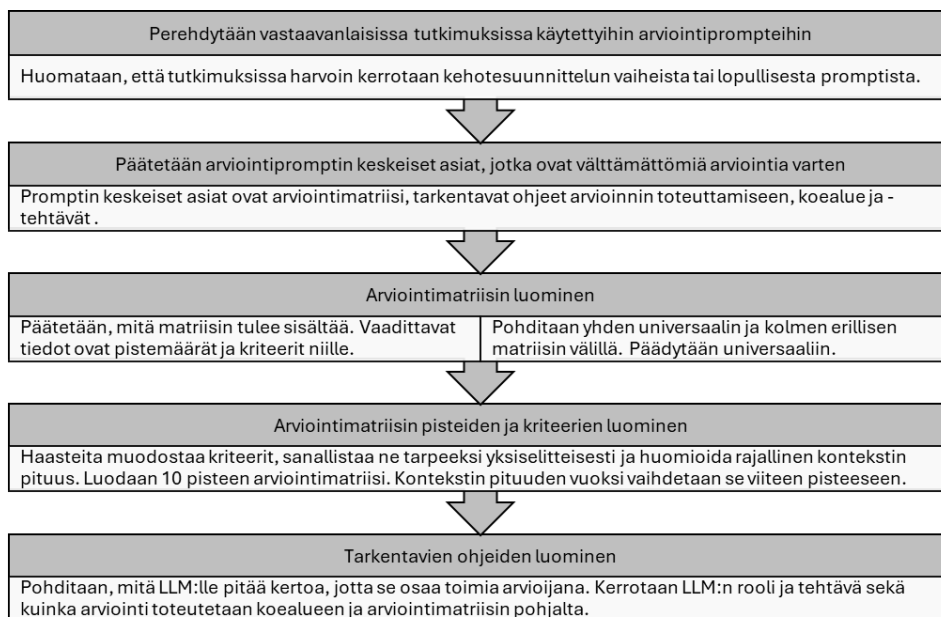 Perehdytään vastaavanlaisissa tutkimuksissa käytettyihin arviointiprompteihin
Huomataan, että tutkimuksissa harvoin kerrotaan kehotesuunnittelun vaiheista tai lopullisesta promptista.
Päätetään arviointipromptin keskeiset asiat, jotka ovat välttämättömiä arviointia varten
Promptin keskeiset asiat ovat arviointimatriisi, tarkentavat ohjeet arvioinnin toteuttamiseen, koealue ja -
tehtävät .
Arviointimatriisin luominen
Päätetään, mitä matriisin tulee sisältää. Vaadittavat
tiedot ovat pistemäärät ja kriteerit niille.
Pohditaan yhden universaalin ja kolmen erillisen
matriisin välillä. Päädytään universaaliin.
Arviointimatriisin pisteiden ja kriteerien luominen
Haasteita muodostaa kriteerit, sanallistaa ne tarpeeksi yksiselitteisesti ja huomioida rajallinen kontekstin
pituus. Luodaan 10 pisteen arviointimatriisi. Kontekstin pituuden vuoksi vaihdetaan se viiteen pisteeseen.
Tarkentavien ohjeiden luominen
Pohditaan, mitä LLM:lle pitää kertoa, jotta se osaa toimia arvioijana. Kerrotaan LLM:n rooli ja tehtävä sekä
kuinka arviointi toteutetaan koealueen ja arviointimatriisin pohjalta.